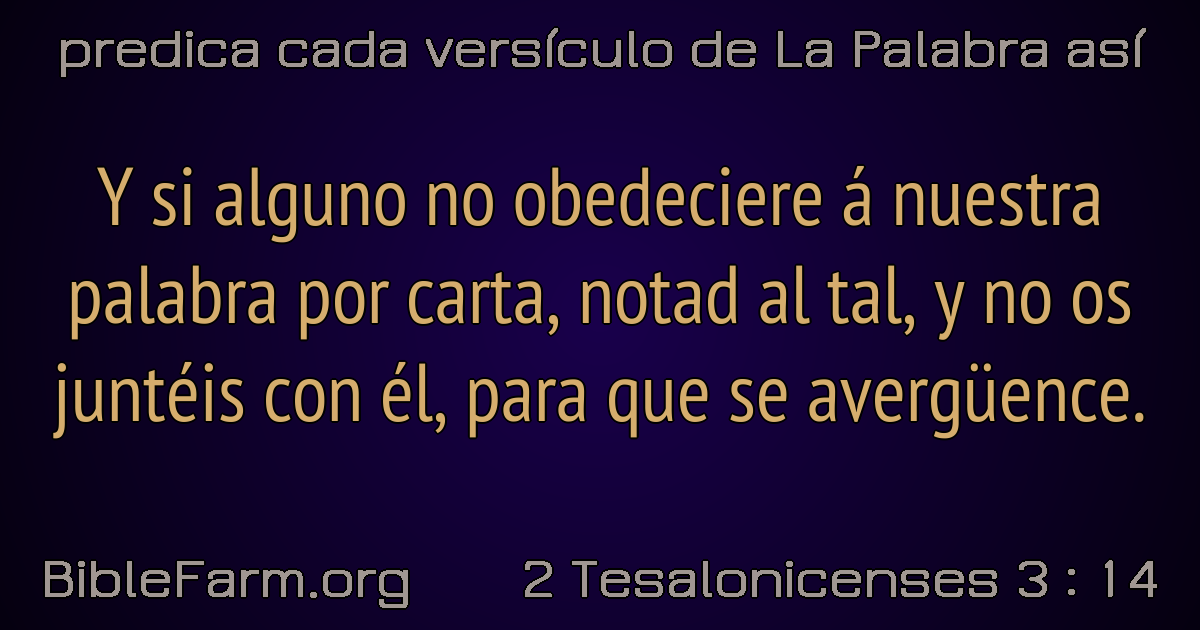 predica cada versículo de La Palabra así
Y si alguno no obedeciere á nuestra
palabra por carta, notad al tal, y no os
juntéis con él, para que se avergüence.
BibleFarm.org 2 Tesalonicenses 3 : 14